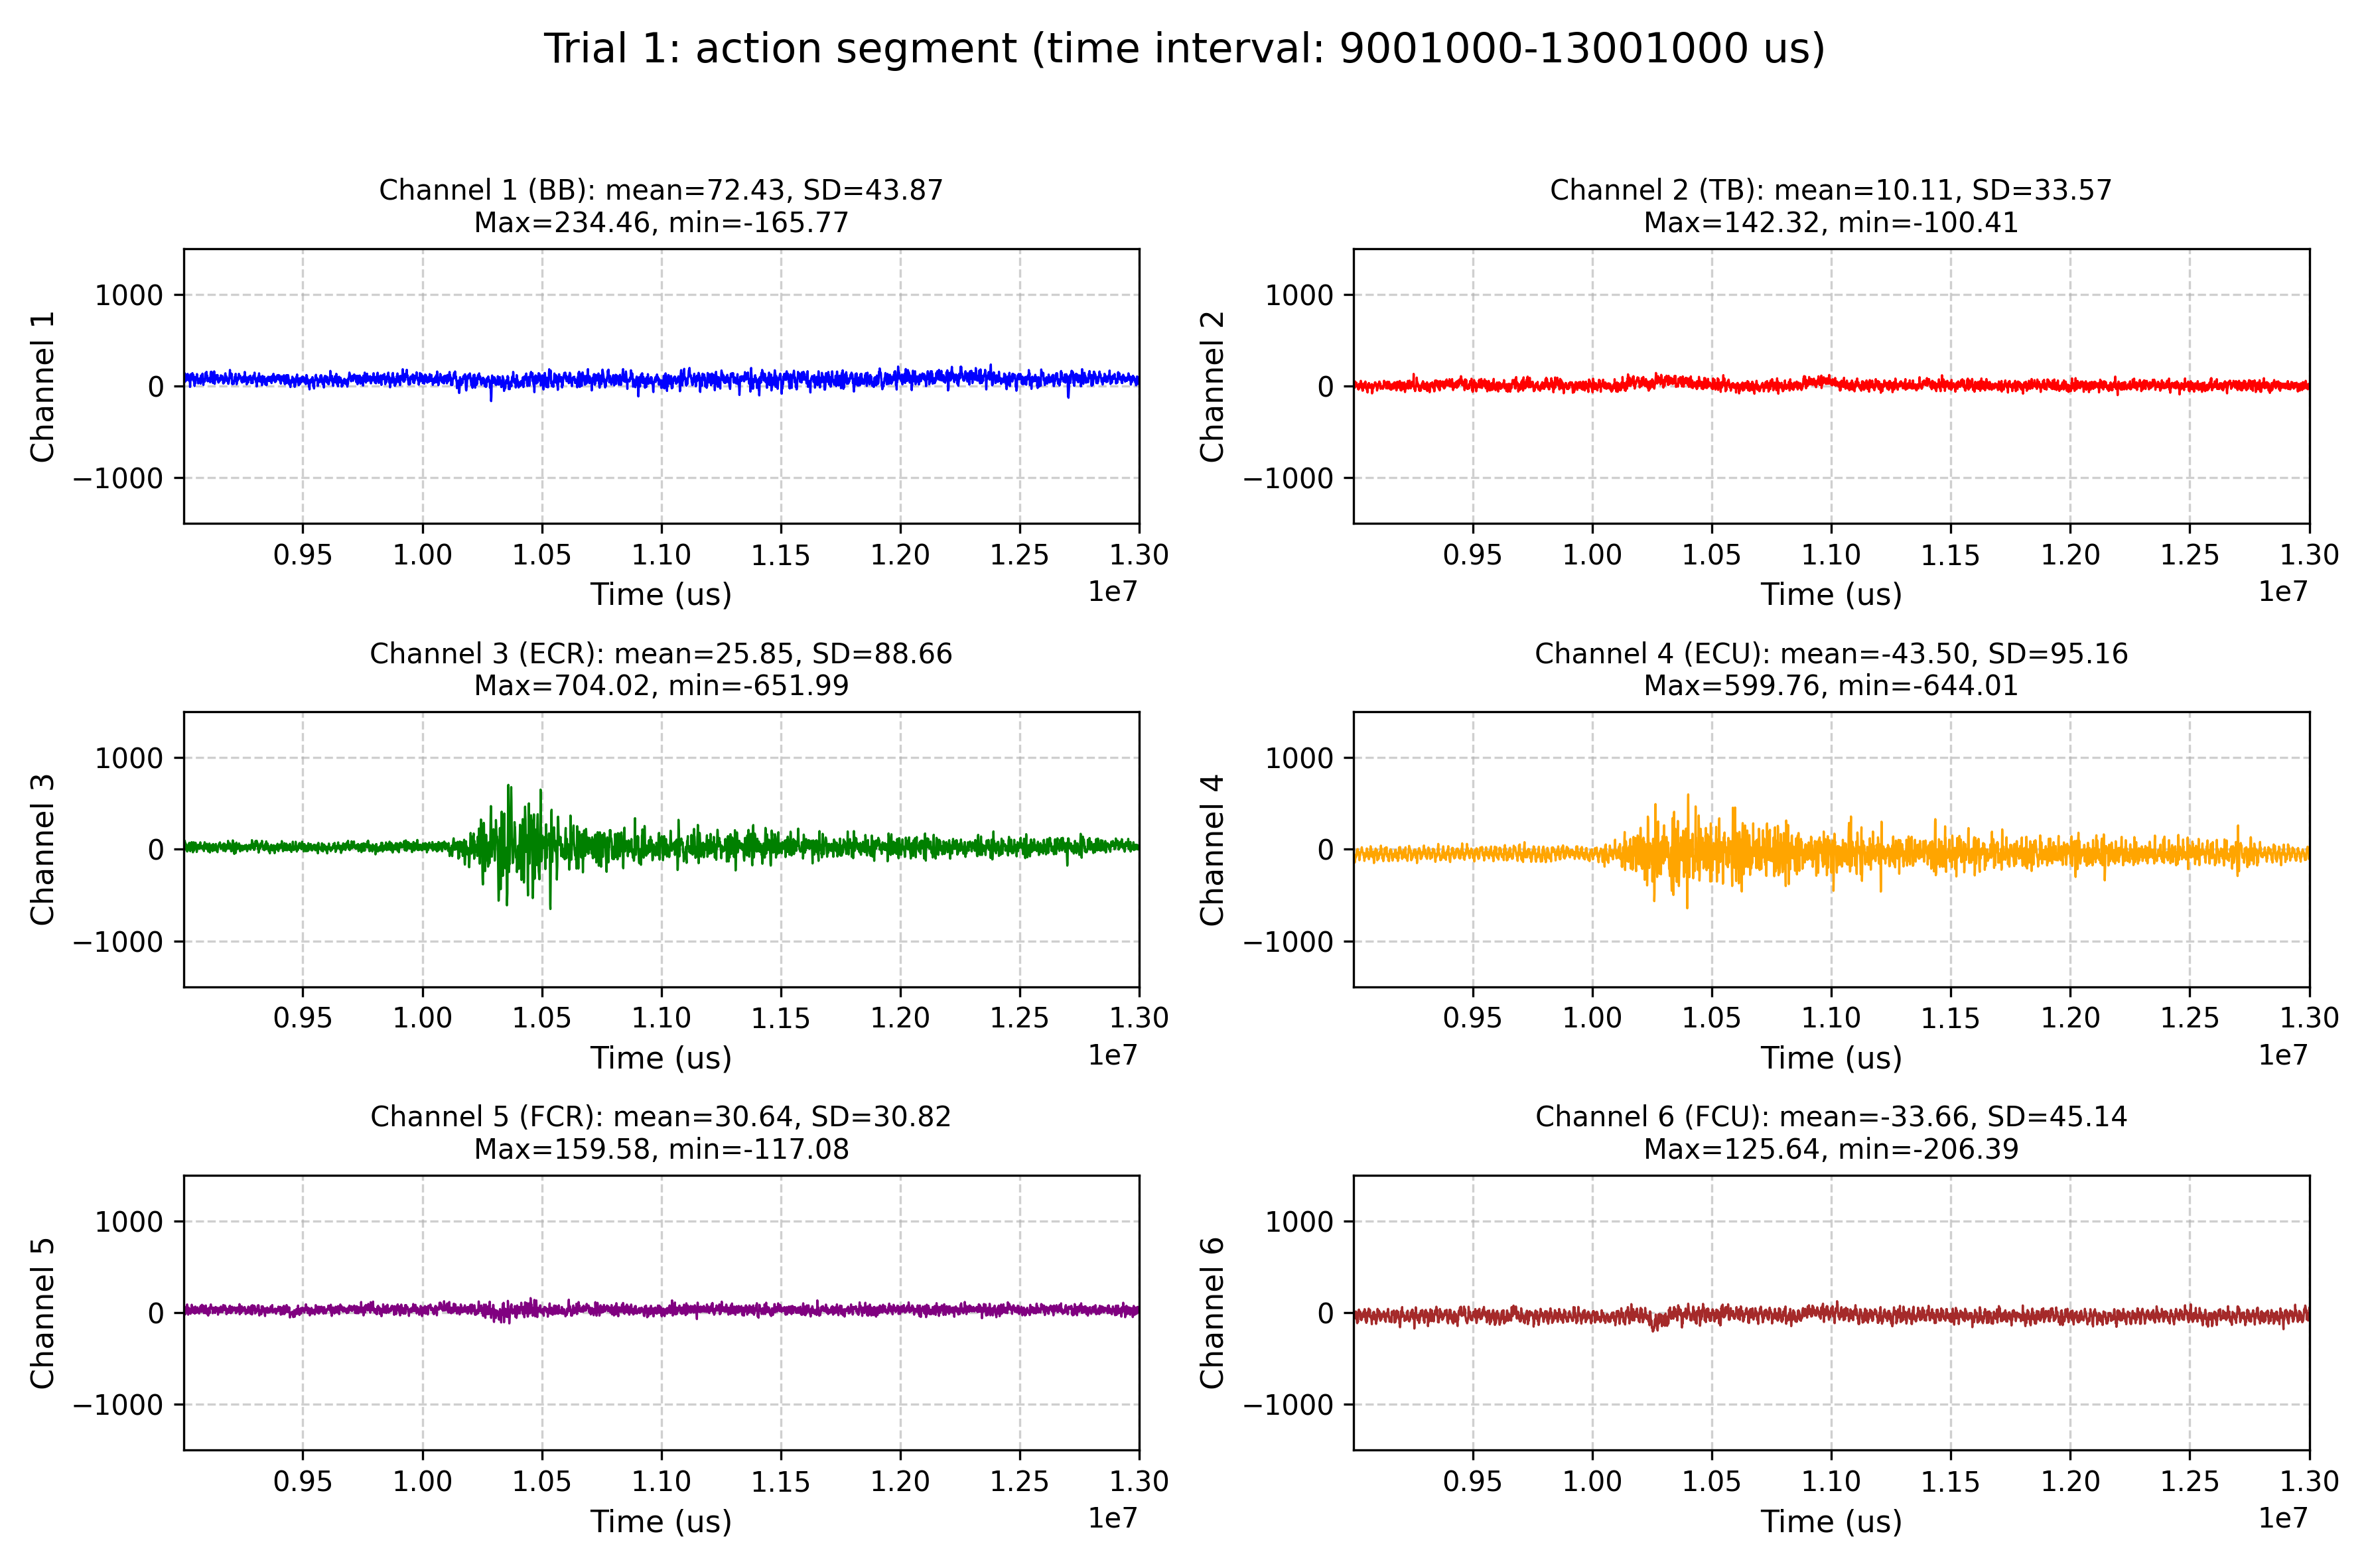 Trial 1: action segment (time interval: 9001000-13001000 us)
Channel 1 (BB): mean=72.43, SD=43.87
Max=234.46, min=-165.77
Channel 1
1000
0
−1000
0.95 1.00 1.05 1.10 1.15 1.20 1.25 1.30
Time (us)
1e7
Channel 2 (TB): mean=10.11, SD=33.57
Max=142.32, min=-100.41
Channel 2
1000
0
−1000
0.95 1.00 1.05 1.10 1.15 1.20 1.25 1.30
Time (us)
1e7
Channel 3 (ECR): mean=25.85, SD=88.66
Max=704.02, min=-651.99
Channel 3
1000
0
−1000
0.95 1.00 1.05 1.10 1.15 1.20 1.25 1.30
Time (us)
1e7
Channel 4 (ECU): mean=-43.50, SD=95.16
Max=599.76, min=-644.01
Channel 4
1000
0
−1000
0.95 1.00 1.05 1.10 1.15 1.20 1.25 1.30
Time (us)
1e7
Channel 5 (FCR): mean=30.64, SD=30.82
Max=159.58, min=-117.08
Channel 5
1000
0
−1000
0.95 1.00 1.05 1.10 1.15 1.20 1.25 1.30
Time (us)
1e7
Channel 6 (FCU): mean=-33.66, SD=45.14
Max=125.64, min=-206.39
Channel 6
1000
0
−1000
0.95 1.00 1.05 1.10 1.15 1.20 1.25 1.30
Time (us)
1e7